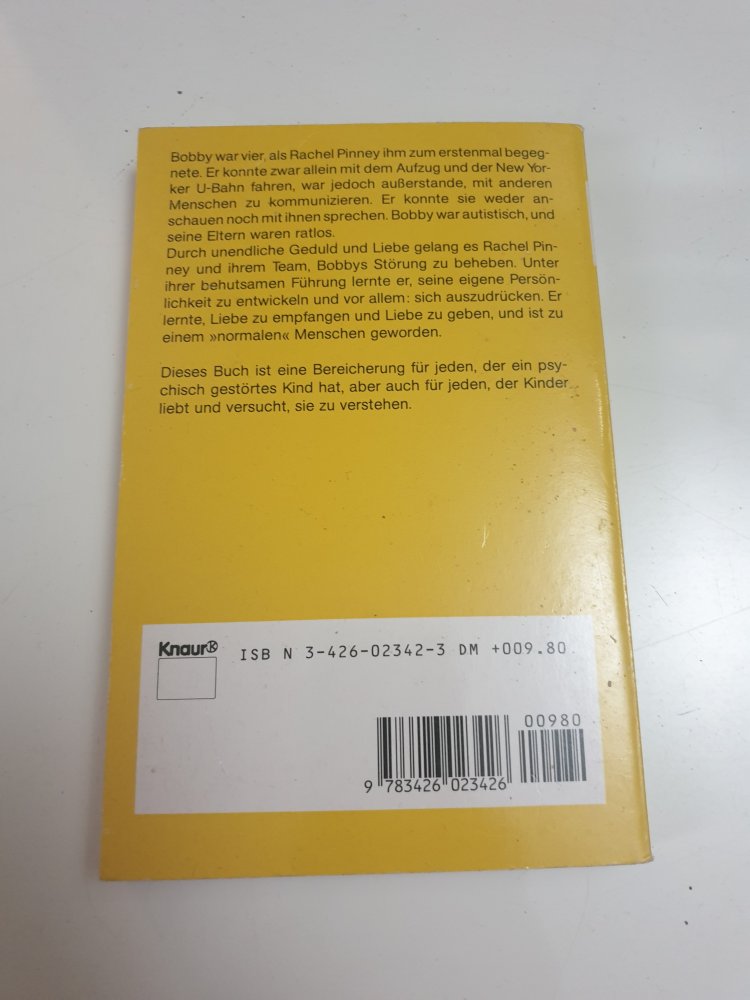 Bobby war vier, als Rachel Pinney ihm zum erstenmal begeg-
nete. Er konnte zwar allein mit dem Aufzug und der New Yor-
ker U-Bahn fahren, war jedoch außerstande, mit anderen
Menschen zu kommunizieren. Er konnte sie weder an-
schauen noch mit ihnen sprechen. Bobby war autistisch, und
seine Eltern waren ratlos.
Durch unendliche Geduld und Liebe gelang es Rachel Pin-
ney und ihrem Team, Bobbys Störung zu beheben. Unter
ihrer behutsamen Führung lernte er, seine eigene Persön-
lichkeit zu entwickeln und vor allem: sich auszudrücken. Er
lernte, Liebe zu empfangen und Liebe zu geben, und ist zu
einem »normalen« Menschen geworden.
Dieses Buch ist eine Bereicherung für jeden, der ein psy-
chisch gestörtes Kind hat, aber auch für jeden, der Kinder
liebt und versucht, sie zu verstehen.
Knaur K
ISB N 3-426-02342-3 DM +009.80
00980
9 783426 023426